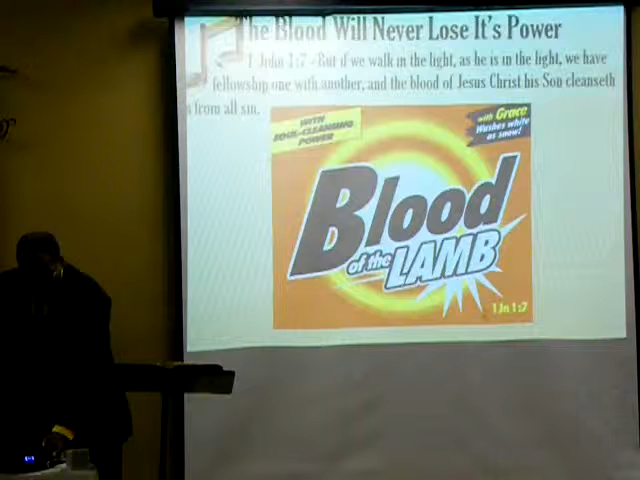 The Blood Will Never Lose It's Power
1 John 1:7 - But if we walk in the light, as he is in the light, we have
fellowship one with another, and the blood of Jesus Christ his Son cleanseth
us from all sin.
WITH
SOUL-CLEANSING
POWER
with Grace
Washes white
as snow!
Blood
of the LAMB
1 Jn 1:7